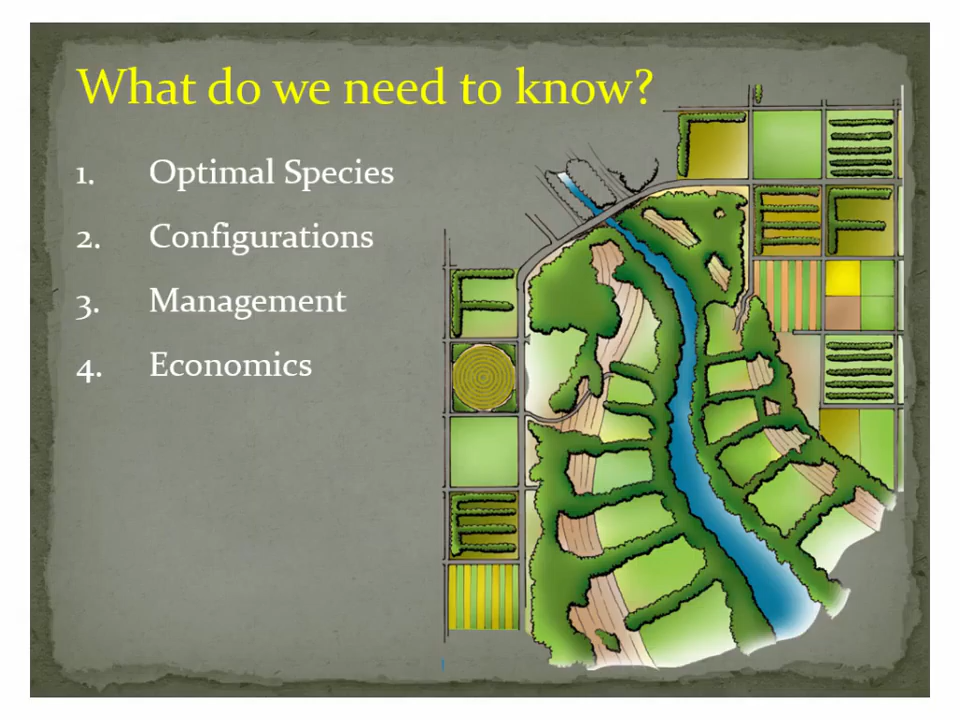 What do we need to know?
1. Optimal Species
2. Configurations
3. Management
4. Economics